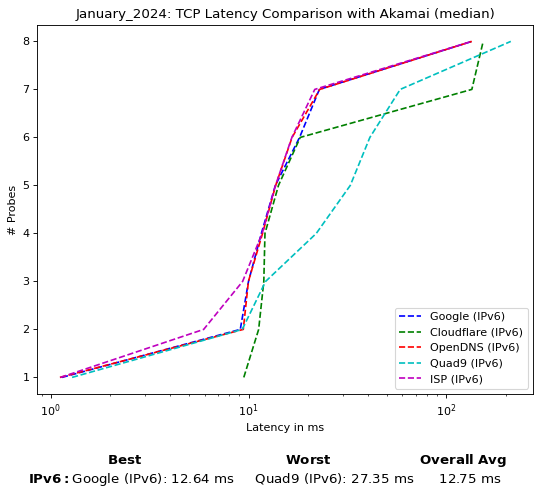 January_2024: TCP Latency Comparison with Akamai (median)
8
7
6
5
4
3
2
1
# Probes
10^0 10^1 10^2
Latency in ms
Google (IPv6)
Cloudflare (IPv6)
OpenDNS (IPv6)
Quad9 (IPv6)
ISP (IPv6)
Best Worst Overall Avg
IPv6: Google (IPv6): 12.64 ms Quad9 (IPv6): 27.35 ms 12.75 ms